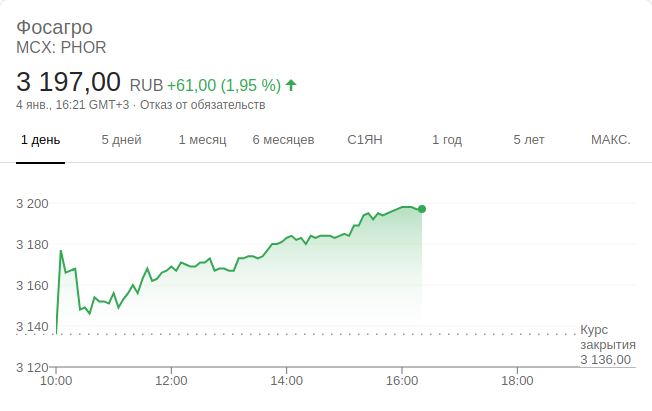 Фосагро
MCX: PHOR
3 197,00 RUB +61,00 (1,95 %)
4 янв., 16:21 GMT+3 · Отказ от обязательств
1 день 5 дней 1 месяц 6 месяцев С1ЯН 1 год 5 лет МАКС.
3 200
3 180
3 160
3 140
Курс
закрытия
3 136,00
3 120
10:00 12:00 14:00 16:00 18:00